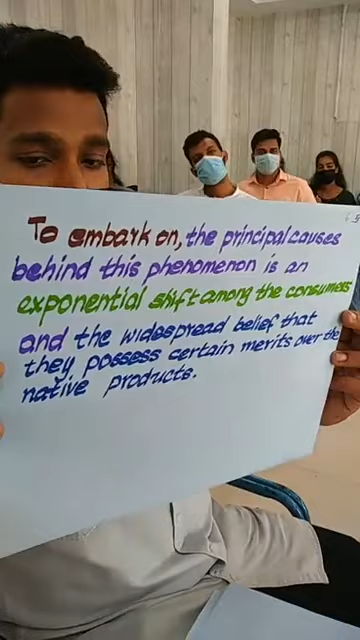 To embark on, the principal causes
behind this phenomenon is an
exponential shift among the consumers
and the widespread belief that
they possess certain merits over the
native products.